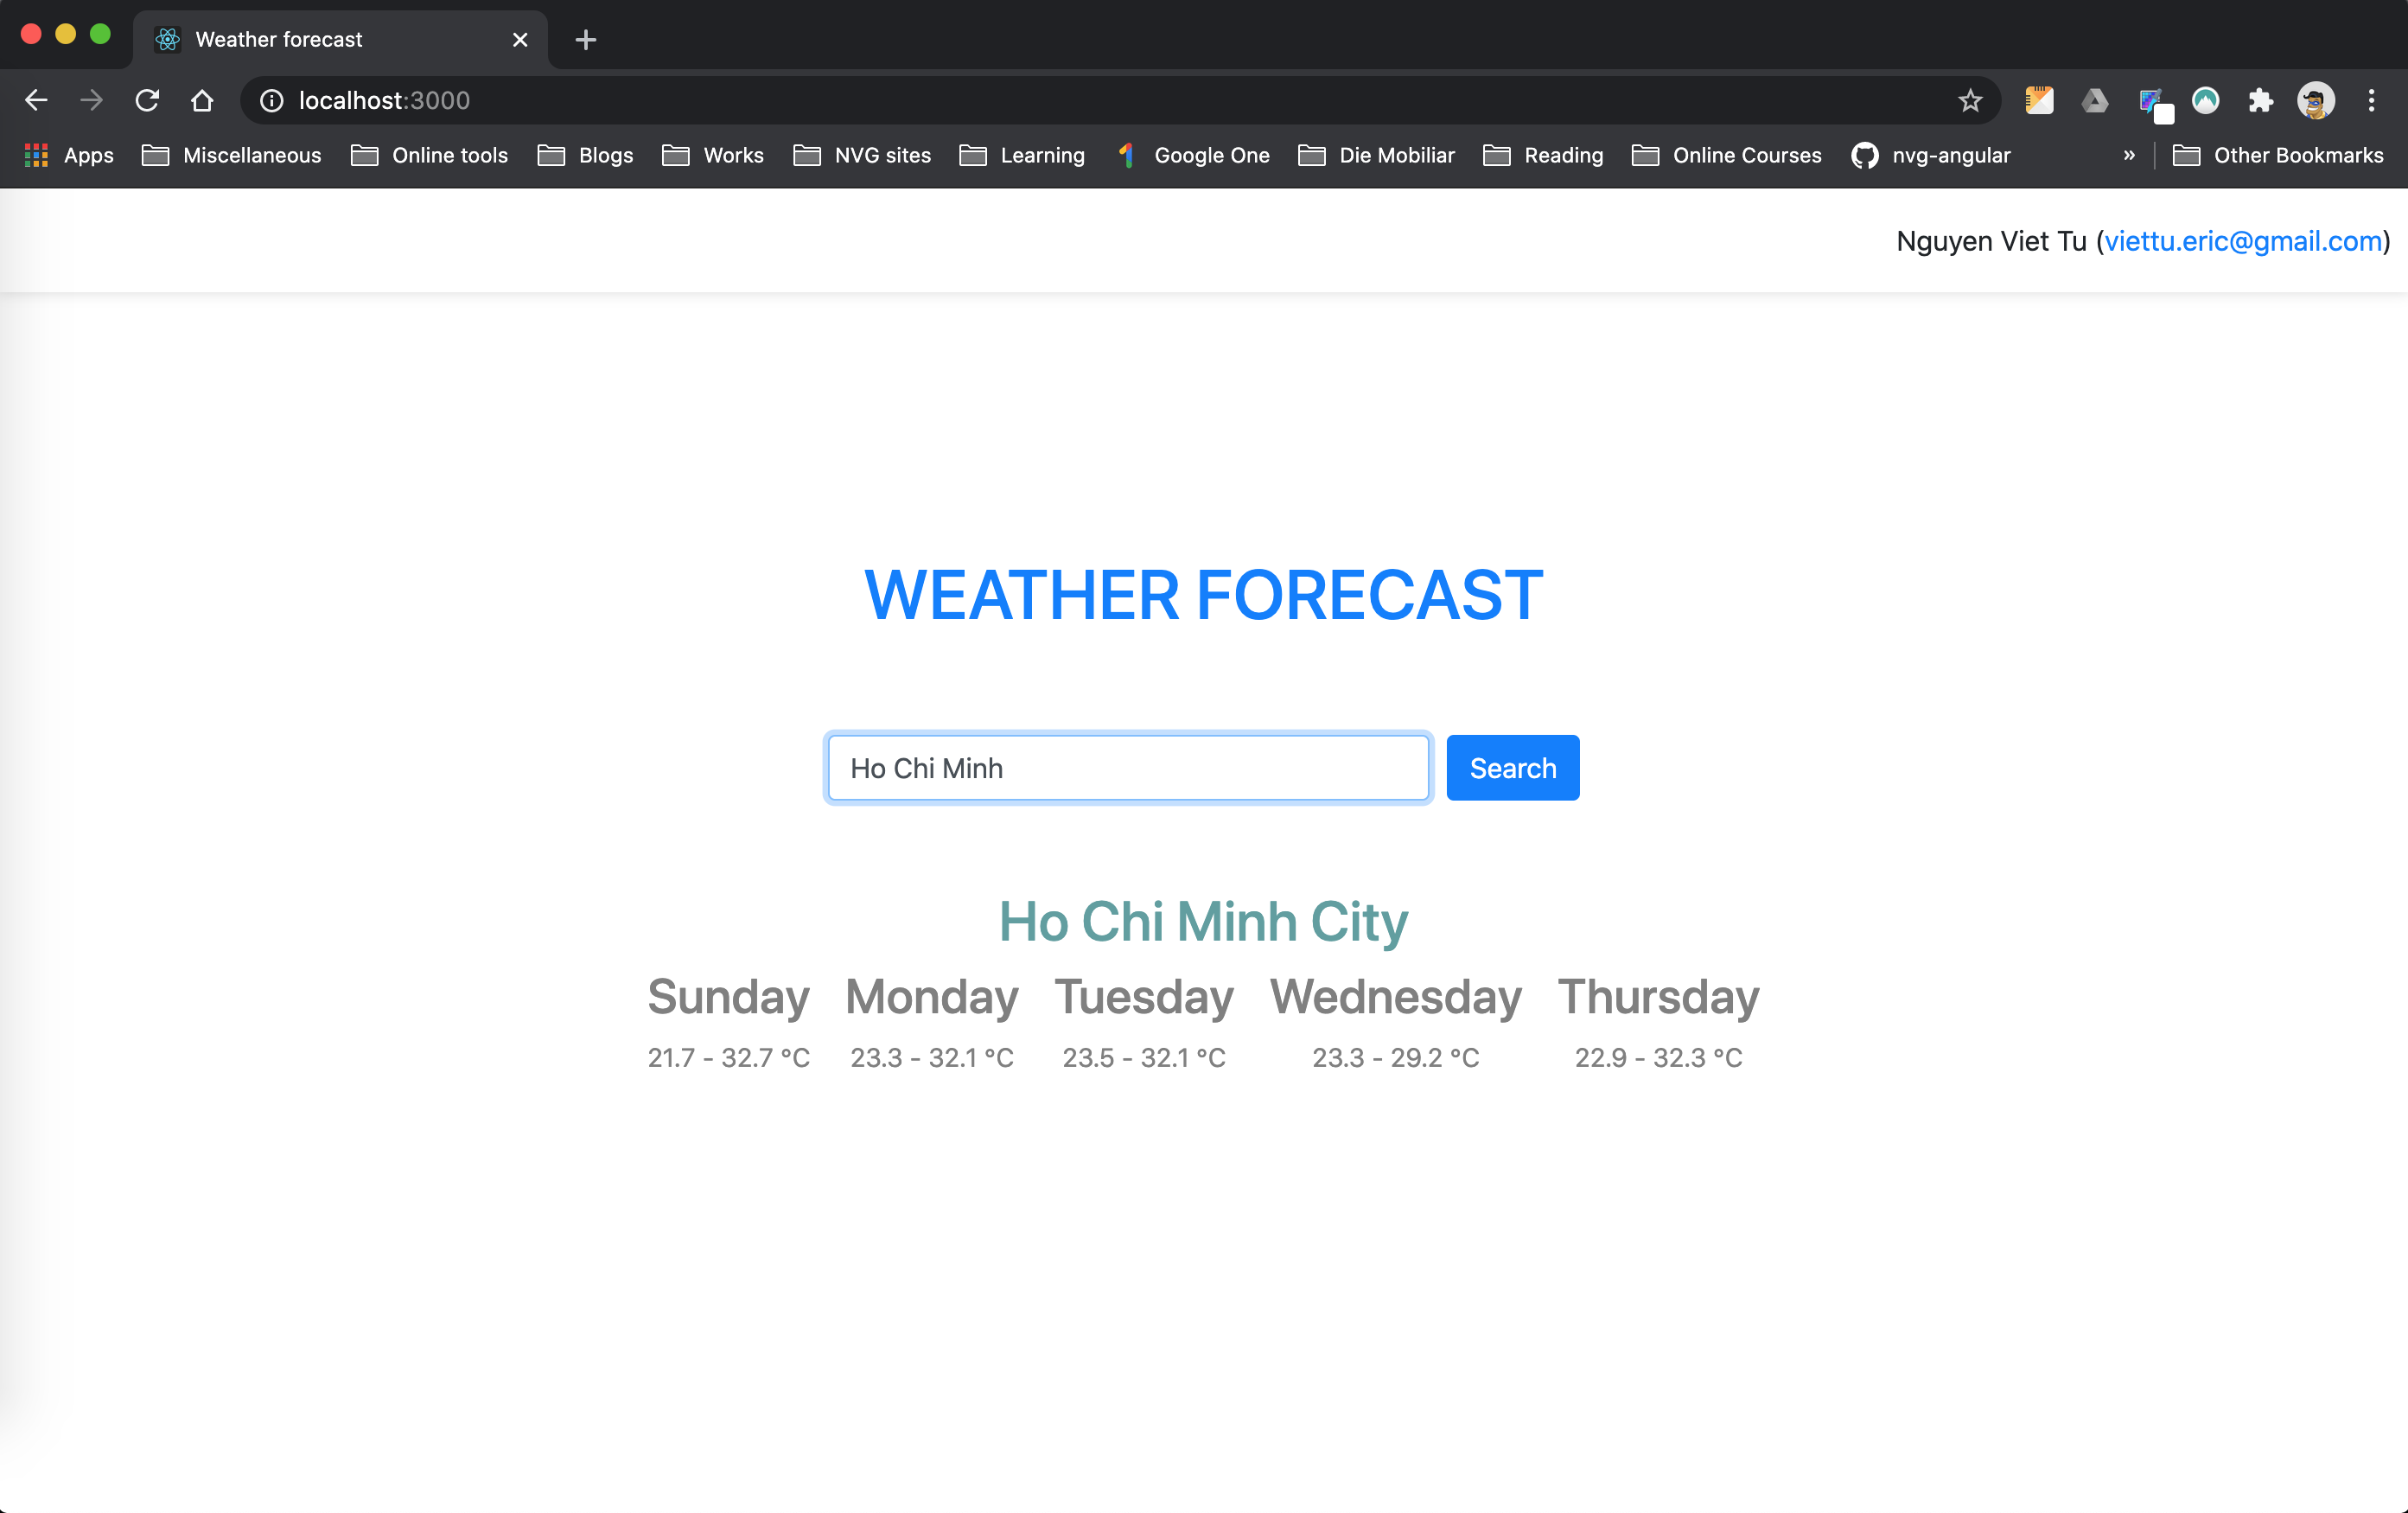 Weather forecast
localhost:3000
Apps Miscellaneous Online tools Blogs Works NVG sites Learning Google One Die Mobiliar Reading Online Courses nvg-angular » Other Bookmarks
Nguyen Viet Tu (viettu.eric@gmail.com)
WEATHER FORECAST
Ho Chi Minh Search
Ho Chi Minh City
Sunday Monday Tuesday Wednesday Thursday
21.7 - 32.7 °C 23.3 - 32.1 °C 23.5 - 32.1 °C 23.3 - 29.2 °C 22.9 - 32.3 °C